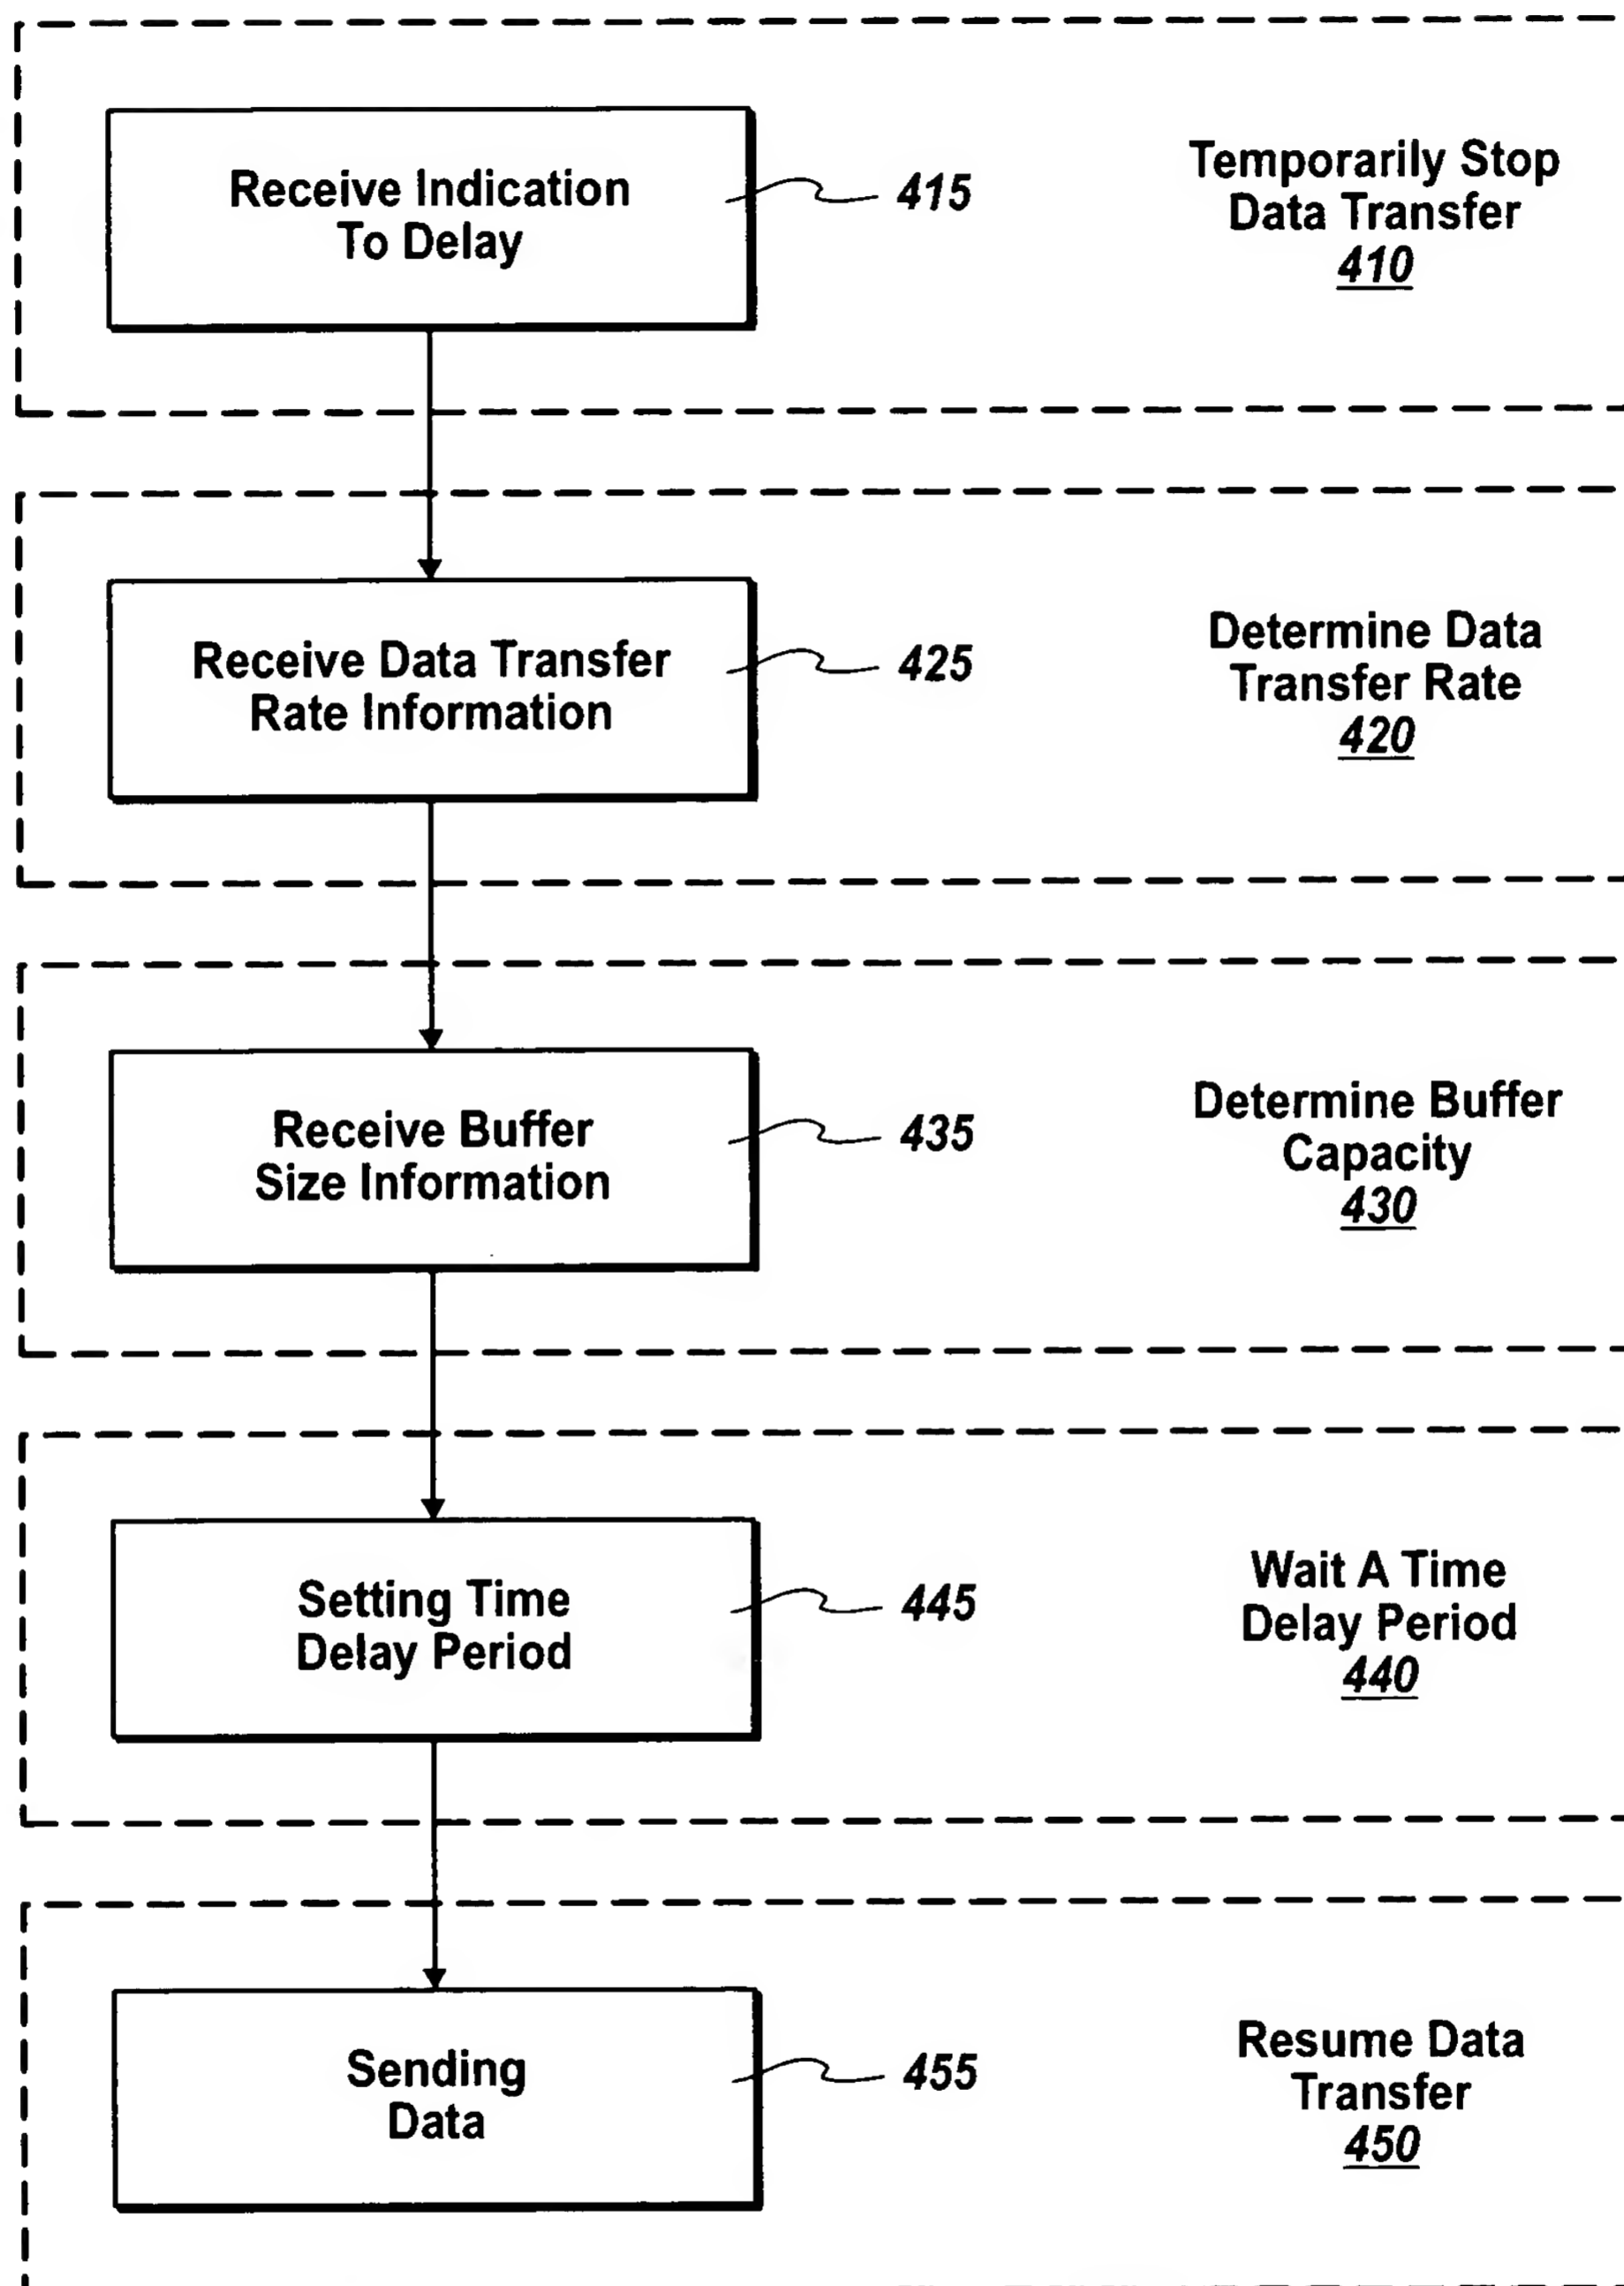 Receive Indication
To Delay
415
Temporarily Stop
Data Transfer
410
Receive Data Transfer
Rate Information
425
Determine Data
Transfer Rate
420
Receive Buffer
Size Information
435
Determine Buffer
Capacity
430
Setting Time
Delay Period
445
Wait A Time
Delay Period
440
Sending
Data
455
Resume Data
Transfer
450